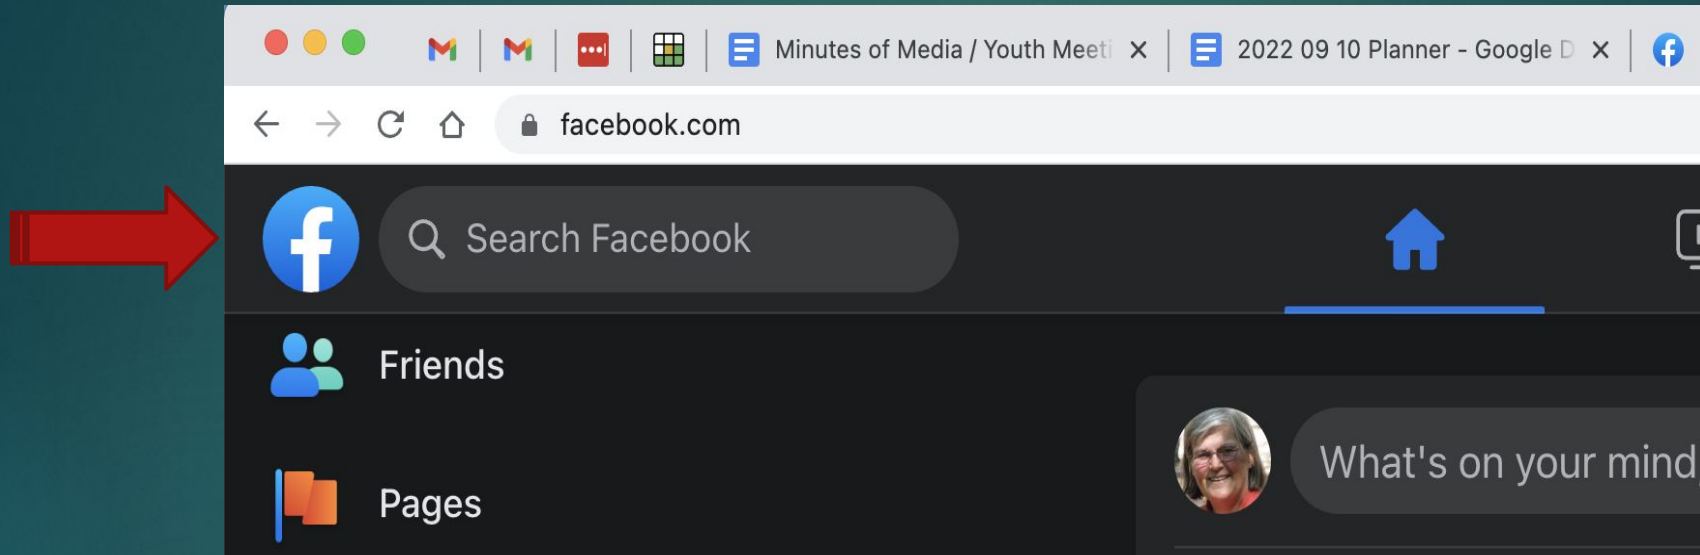 Minutes of Media / Youth Meeti
2022 09 10 Planner - Google D
facebook.com
Search Facebook
Friends
What's on your mind,
Pages